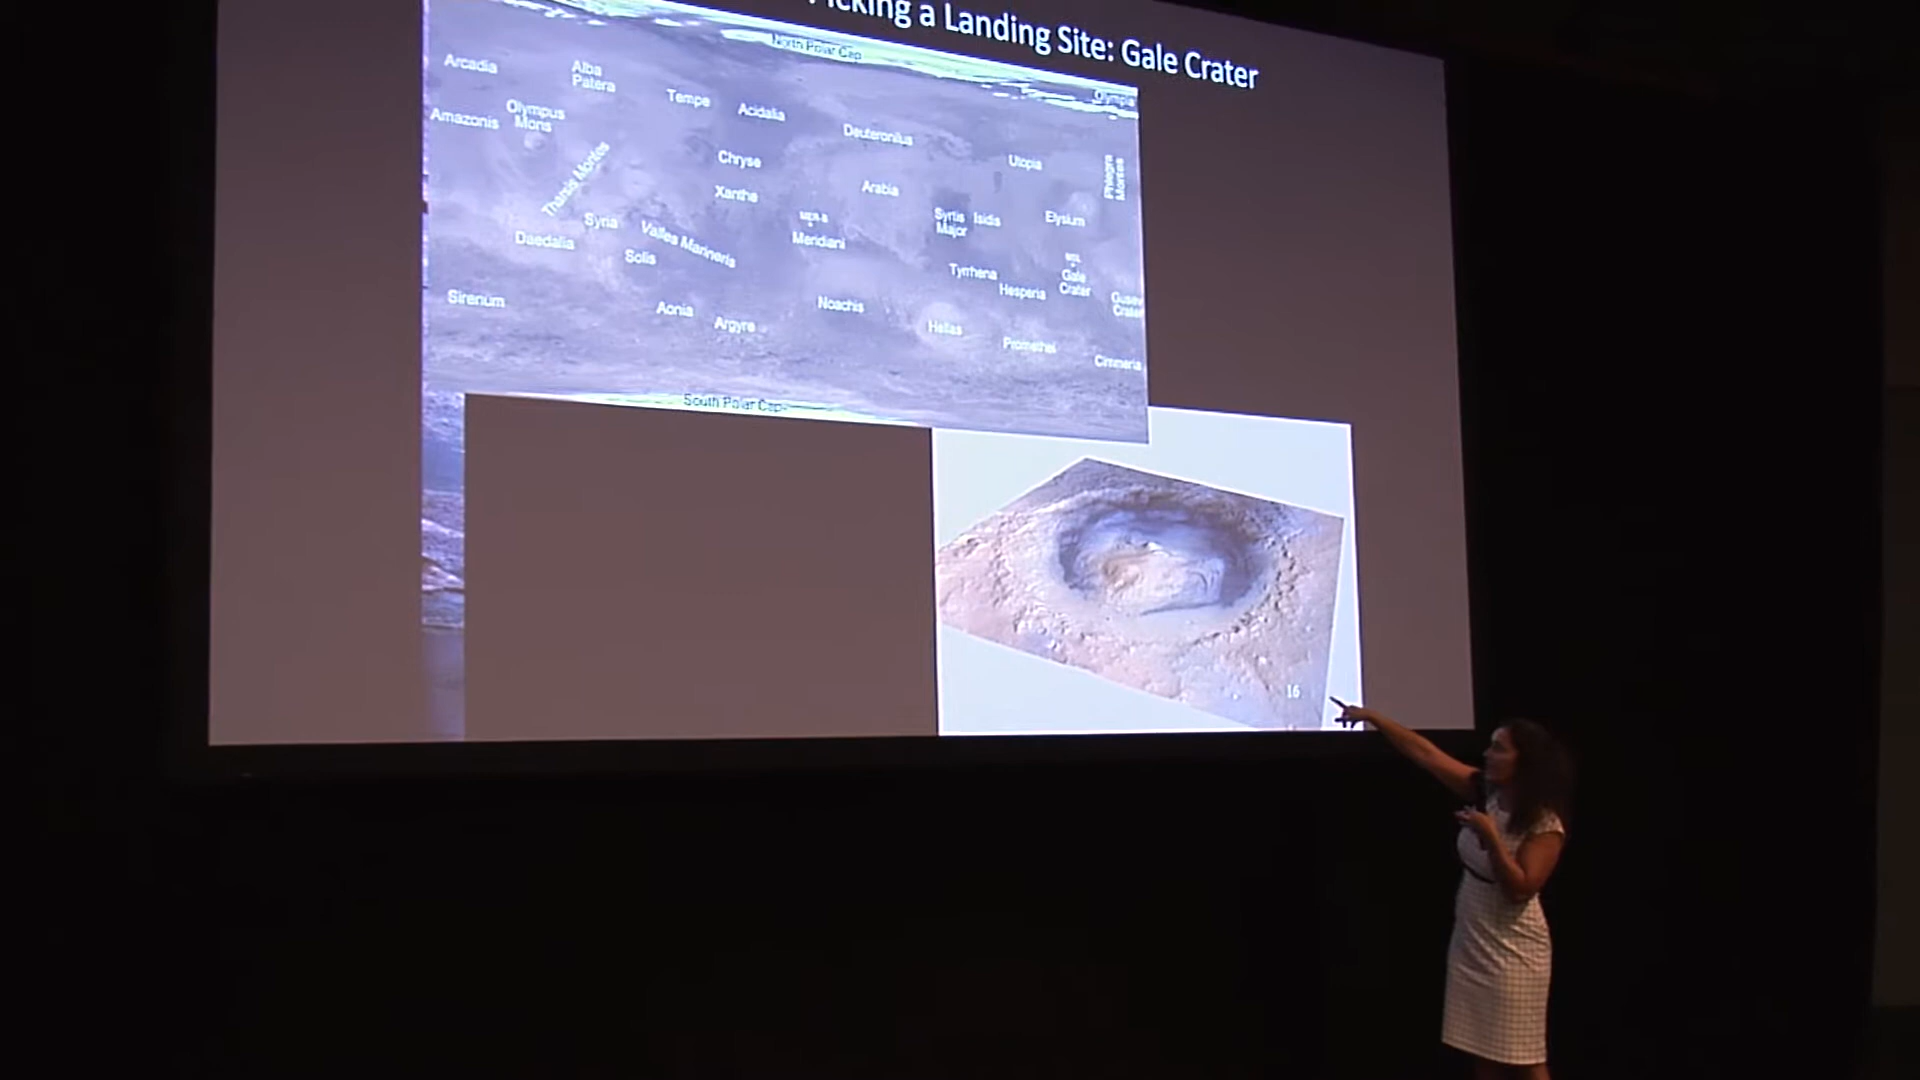 Picking a Landing Site: Gale Crater
North Polar Cap
Olympia
Arcadia
Alba
Patera
Tempe
Acidalia
Olympus
Mons
Amazonis
Deuteronilus
Utopia
Phlegra
Montes
Chryse
Tharsis Montes
Xanthe
Arabia
Syrtis
Major
Isidis
Elysium
MER-B
Meridiani
Syria
Valles Marineris
Daedalia
Solis
MSL
Gale
Crater
Tyrrhena
Hesperia
Gusev
Crater
Sirenum
Aonia
Argyre
Noachis
Hellas
Promethei
Cimmeria
South Polar Cap
16